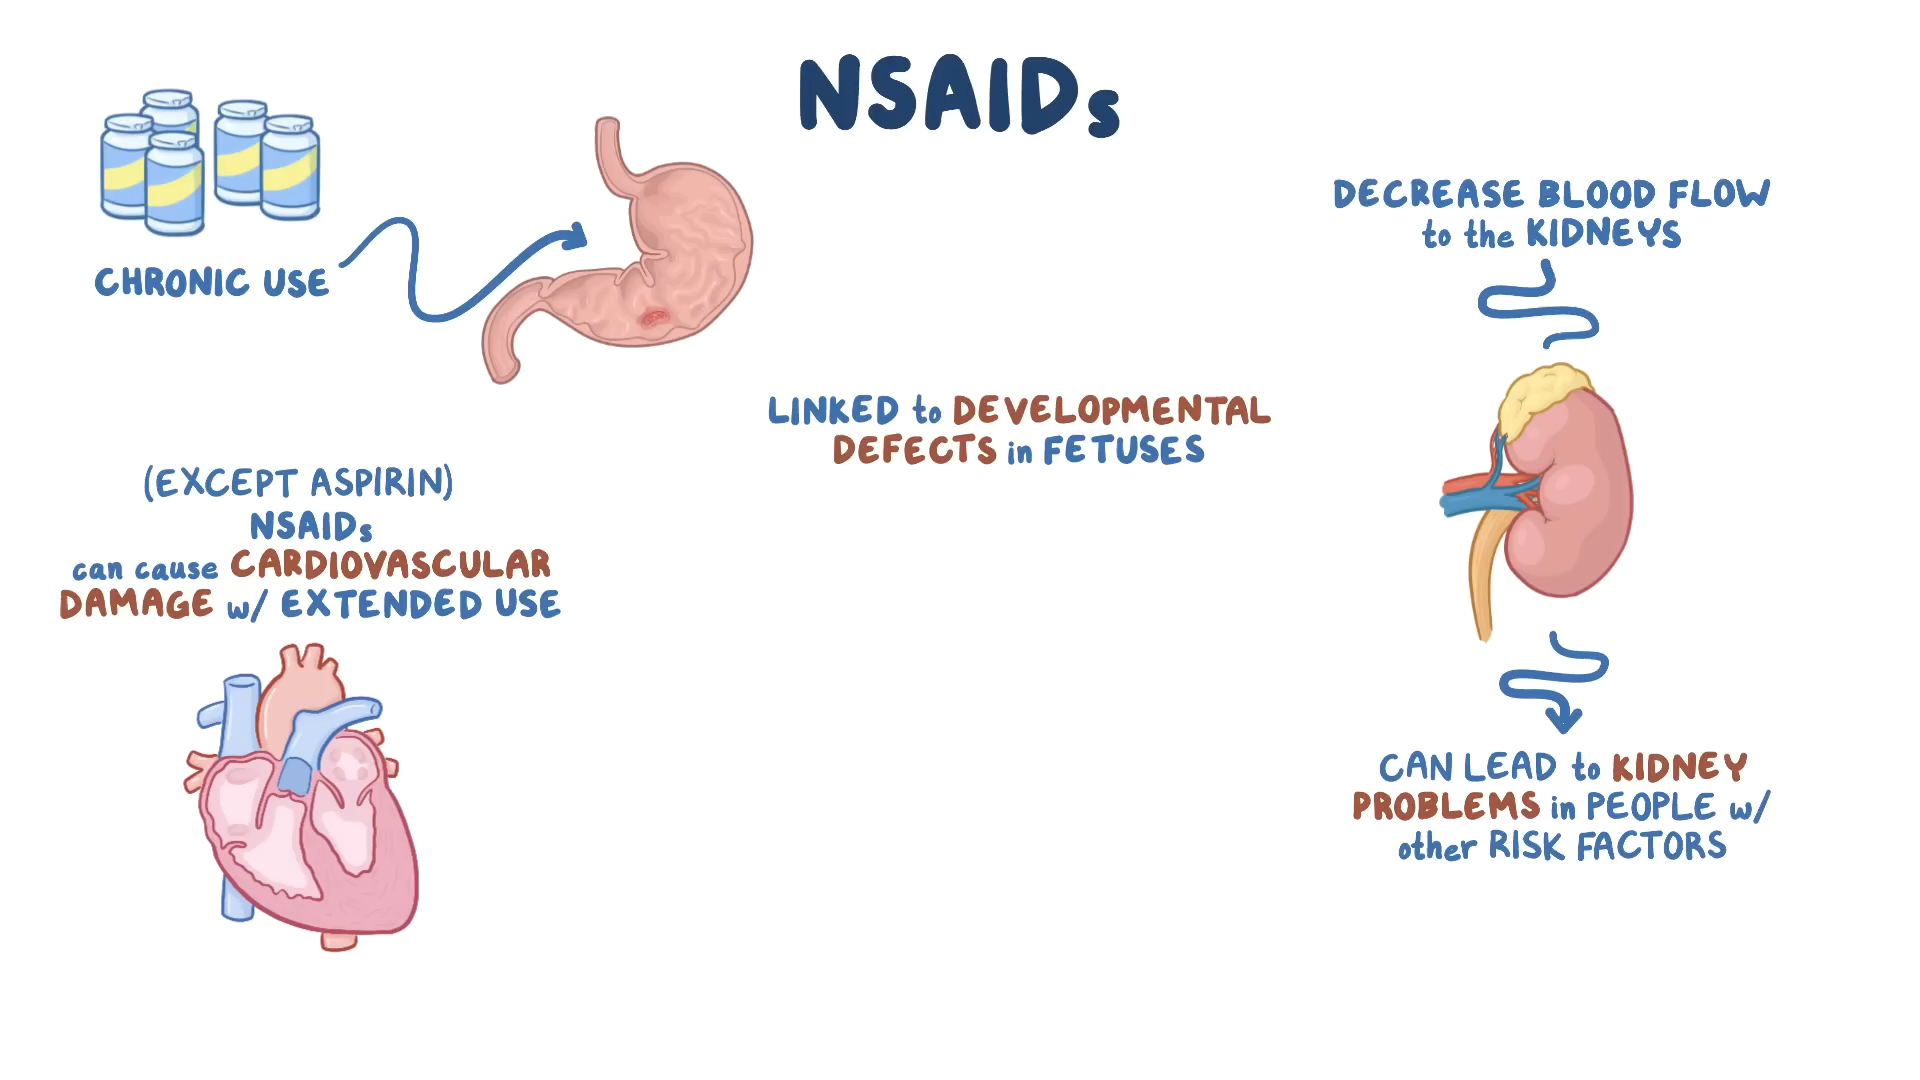 NSAIDs
CHRONIC USE
DECREASE BLOOD FLOW
to the KIDNEYS
LINKED to DEVELOPMENTAL
DEFECTS in FETUSES
(EXCEPT ASPIRIN)
NSAIDs
can cause CARDIOVASCULAR
DAMAGE w/ EXTENDED USE
CAN LEAD to KIDNEY
PROBLEMS in PEOPLE w/
other RISK FACTORS